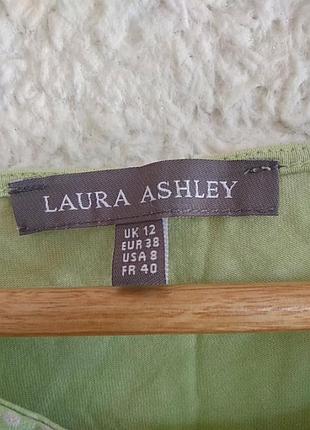 LAURA ASHLEY
UK 12
EUR 38
USA 8
FR 40